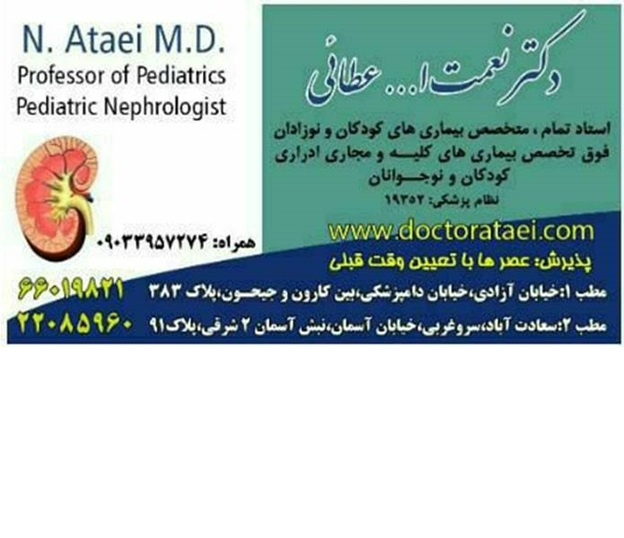 N. Ataei M.D.
Professor of Pediatrics
Pediatric Nephrologist
دکتر نعمت ا... عطائی
استاد تمام ، متخصص بیماری های کودکان و نوزادان
فوق تخصص بیماری های کلیه و مجاری ادراری
کودکان و نوجوانان
نظام پزشکی: ۱۹۳۵۲
همراه: ۰۹۰۳۳۹۵۷۲۷۴
www.doctorataei.com
پذیرش: عصر ها با تعیین وقت قبلی
مطب ۱:خیابان آزادی،خیابان دامپزشکی،بین کارون و جیحون،پلاک ۳۸۳ ۶۶۰۱۹۸۲۱
مطب ۲:سعادت آباد،سروغربی،خیابان آسمان،نبش آسمان ۲ شرقی،پلاک۹۱ ۲۲۰۸۵۹۶۰